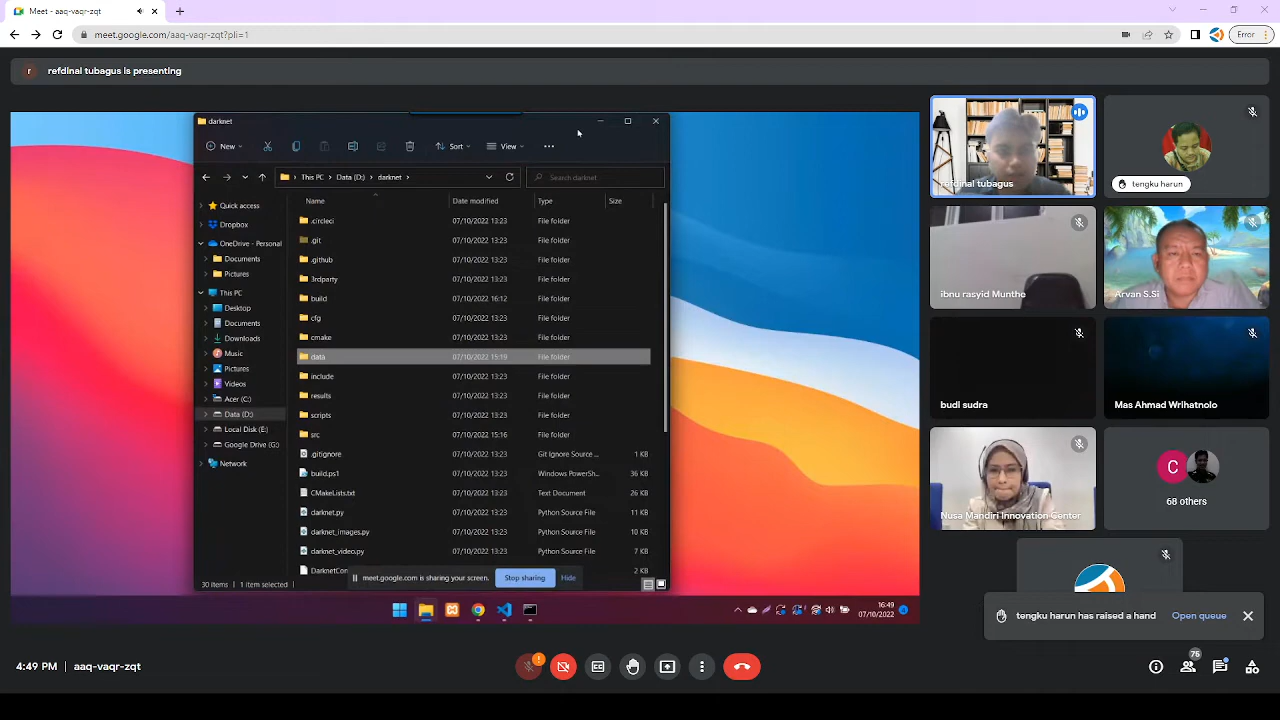 Meet - aaq-vaqr-zqt
meet.google.com/aaq-vaqr-zqt?pli=1
Error
r refdinal tubagus is presenting
darknet
New
Sort
View
This PC > Data (D:) > darknet >
Search darknet
Name Date modified Type Size
Quick access
Dropbox
OneDrive - Personal
Documents
Pictures
This PC
Desktop
Documents
Downloads
Music
Pictures
Videos
Acer (C:)
Data (D:)
Local Disk (E:)
Google Drive (G:)
Network
.circleci 07/10/2022 13:23 File folder
.git 07/10/2022 13:23 File folder
.github 07/10/2022 13:23 File folder
3rdparty 07/10/2022 13:23 File folder
build 07/10/2022 16:12 File folder
cfg 07/10/2022 13:23 File folder
cmake 07/10/2022 13:23 File folder
data 07/10/2022 15:19 File folder
include 07/10/2022 13:23 File folder
results 07/10/2022 13:23 File folder
scripts 07/10/2022 13:23 File folder
src 07/10/2022 15:16 File folder
.gitignore 07/10/2022 13:23 Git Ignore Source ... 1 KB
build.ps1 07/10/2022 13:23 Windows PowerSh... 36 KB
CMakeLists.txt 07/10/2022 13:23 Text Document 26 KB
darknet.py 07/10/2022 13:23 Python Source File 11 KB
darknet_images.py 07/10/2022 13:23 Python Source File 10 KB
darknet_video.py 07/10/2022 13:23 Python Source File 7 KB
DarknetCon 2 KB
30 items 1 item selected
meet.google.com is sharing your screen.
Stop sharing
Hide
16:49
07/10/2022
4
refdinal tubagus
tengku harun
ibnu rasyid Munthe
Arvan S.Si
budi sudra
Mas Ahmad Wrihatnolo
Nusa Mandiri Innovation Center
C
68 others
tengku harun has raised a hand
Open queue
4:49 PM | aaq-vaqr-zqt
!
75